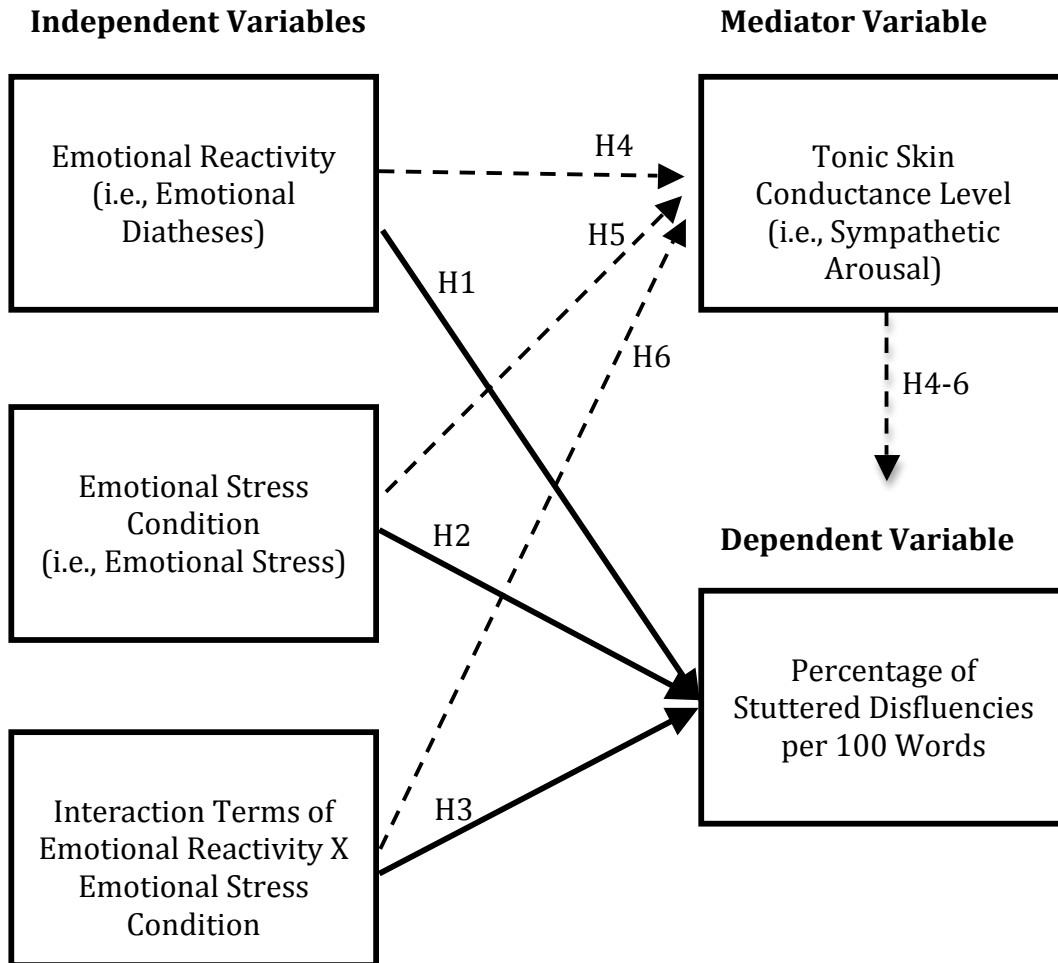 Independent Variables
Mediator Variable
Emotional Reactivity
(i.e., Emotional
Diatheses)
H4
Tonic Skin
Conductance Level
(i.e., Sympathetic
Arousal)
H5
H1
H6
H4-6
Emotional Stress
Condition
(i.e., Emotional Stress)
H2
Dependent Variable
Percentage of
Stuttered Disfluencies
per 100 Words
Interaction Terms of
Emotional Reactivity X
Emotional Stress
Condition
H3